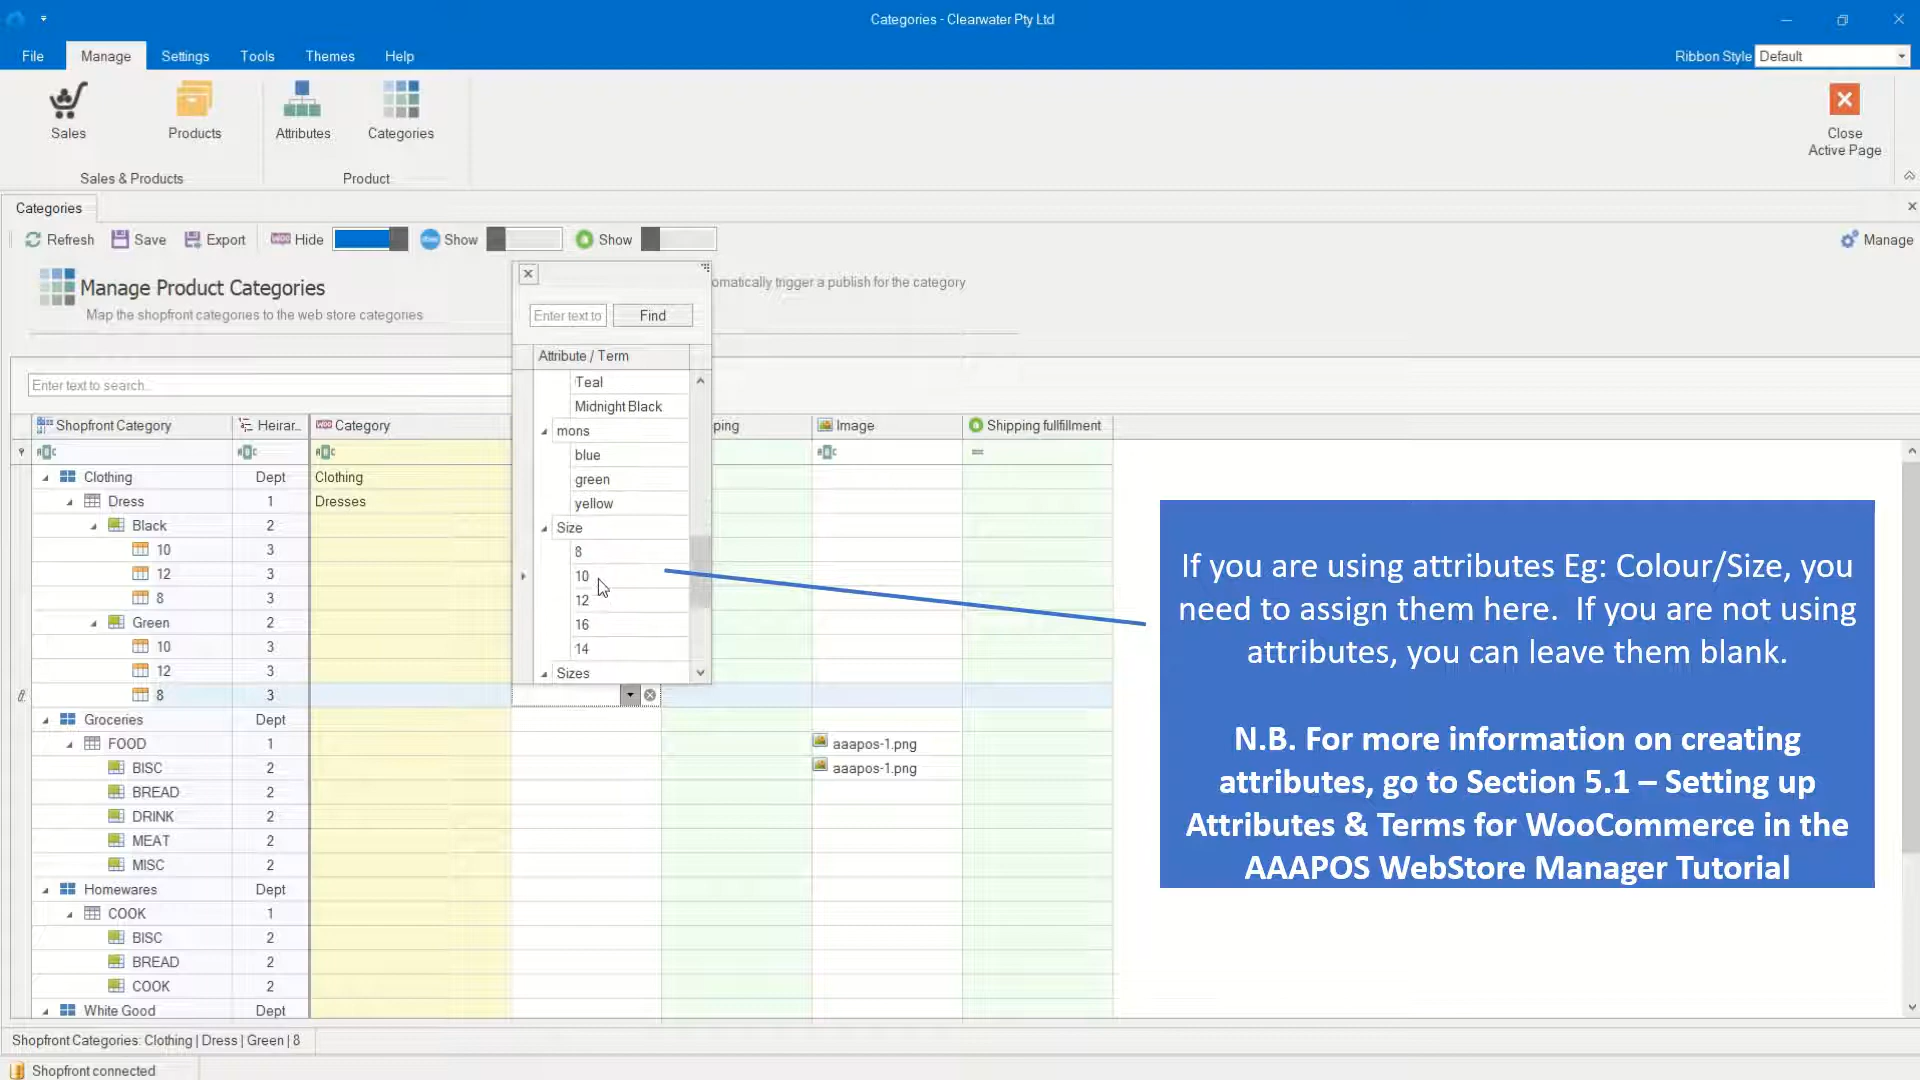 Categories - Clearwater Pty Ltd
File Manage Settings Tools Themes Help
Ribbon Style Default
Sales Products Attributes Categories
Close
Active Page
Sales & Products Product
Categories
Refresh Save Export Hide Show Show
Manage
Manage Product Categories
omatically trigger a publish for the category
Map the shopfront categories to the web store categories
Enter text to Find
Attribute / Term
Teal
Midnight Black
mons
blue
green
yellow
Size
8
10
12
16
14
Sizes
Enter text to search...
Shopfront Category Heirar... Category ping Image Shipping fullfillment
Clothing Dept Clothing
Dress 1 Dresses
Black 2
10 3
12 3
8 3
Green 2
10 3
12 3
8 3
Groceries Dept
FOOD 1 aaapos-1.png
BISC 2 aaapos-1.png
BREAD 2
DRINK 2
MEAT 2
MISC 2
Homewares Dept
COOK 1
BISC 2
BREAD 2
COOK 2
White Good Dept
If you are using attributes Eg: Colour/Size, you
need to assign them here. If you are not using
attributes, you can leave them blank.
N.B. For more information on creating
attributes, go to Section 5.1 – Setting up
Attributes & Terms for WooCommerce in the
AAAPOS WebStore Manager Tutorial
Shopfront Categories: Clothing | Dress | Green | 8
Shopfront connected